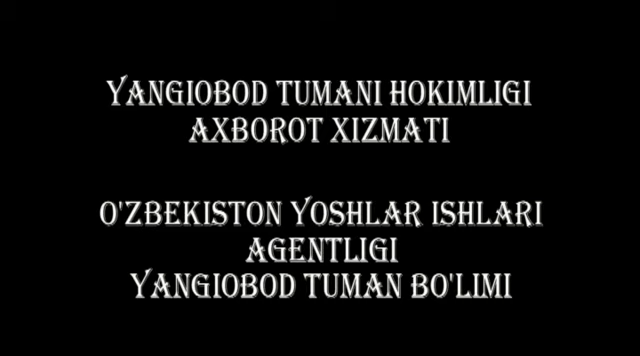 YANGIOBOD TUMANI HOKIMLIGI
AXBOROT XIZMATI
O'ZBEKISTON YOSHLAR ISHLARI
AGENTLIGI
YANGIOBOD TUMAN BO'LIMI